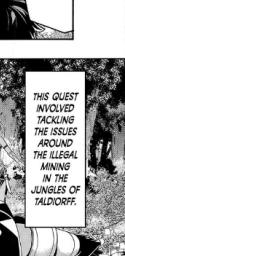 THIS QUEST
INVOLVED
TACKLING
THE ISSUES
AROUND
THE ILLEGAL
MINING
IN THE
JUNGLES OF
TALDIORFF.